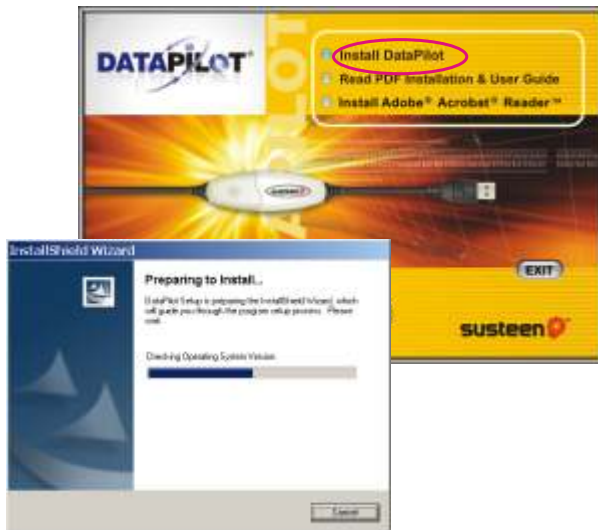 DATAPILOT
Install DataPilot
Read PDF Installation & User Guide
Install Adobe® Acrobat® Reader™
PILOT
susteen
EXIT
susteen
InstallShield Wizard
Preparing to Install...
DataPilot Setup is preparing the InstallShield Wizard, which
will guide you through the program setup process. Please
wait.
Checking Operating System Version
Cancel